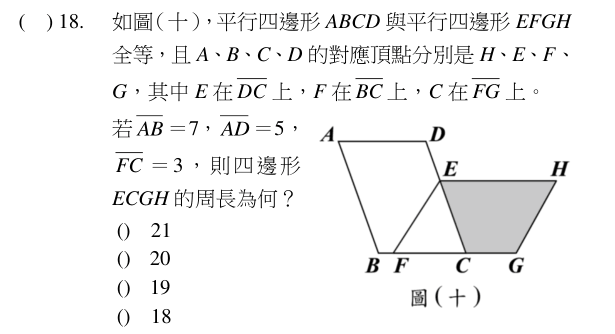 ( ) 18. 如圖(十)，平行四邊形 ABCD 與平行四邊形 EFGH
全等，且 A、B、C、D 的對應頂點分別是 H、E、F、
G，其中 E 在 DC 上，F 在 BC 上，C 在 FG 上。
若 AB =7，AD =5，
FC =3，則四邊形
ECGH 的周長為何？
() 21
() 20
() 19
() 18
A D
E H
B F C G
圖(十)